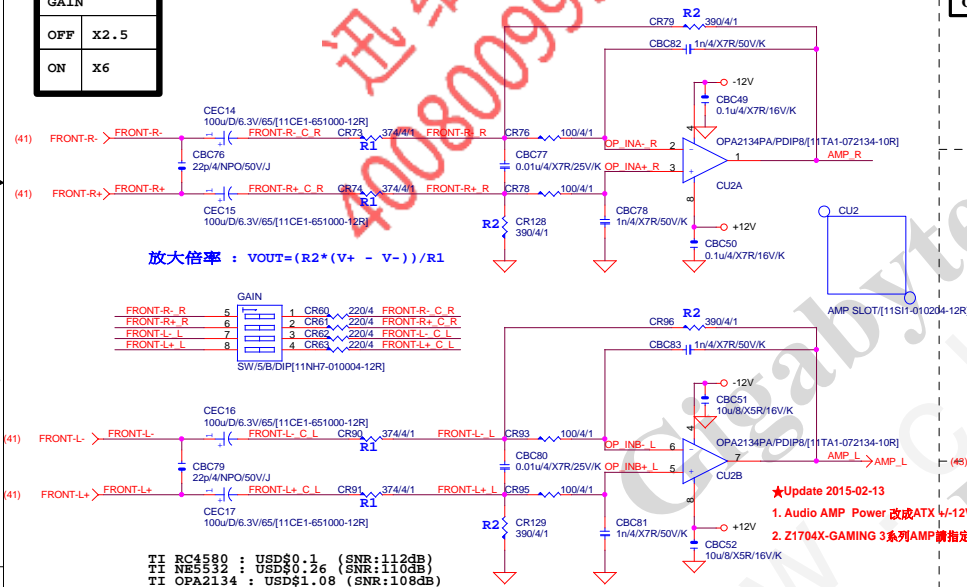 GAIN
OFF X2.5
ON X6
CR79 R2 390/4/1
CBC82 1n/4/X7R/50V/K
-12V
CBC49
0.1u/4/X7R/16V/K
CEC14
100u/D/6.3V/65/[11CE1-651000-12R]
(41) FRONT-R- FRONT-R- FRONT-R-_C_R CR73 374/4/1 FRONT-R-_R CR76 100/4/1 OP_INA-_R 2 OPA2134PA/PDIP8/[11TA1-072134-10R]
R1
CBC76
22p/4/NPO/50V/J
CBC77
0.01u/4/X7R/25V/K
OP_INA+_R 3
1 AMP_R
CU2A
(41) FRONT-R+ FRONT-R+ FRONT-R+_C_R CR74 374/4/1 FRONT-R+_R CR78 100/4/1
R1
4
8
CEC15
100u/D/6.3V/65/[11CE1-651000-12R]
R2 CR128
390/4/1
CBC78
1n/4/X7R/50V/K
+12V
CBC50
0.1u/4/X7R/16V/K
CU2
AMP SLOT/[11SI1-010204-12R]
放大倍率 : VOUT=(R2*(V+ - V-))/R1
GAIN
FRONT-R-_R 5 1 CR60 220/4 FRONT-R-_C_R
FRONT-R+_R 6 2 CR61 220/4 FRONT-R+_C_R
FRONT-L-_L 7 3 CR62 220/4 FRONT-L-_C_L
FRONT-L+_L 8 4 CR63 220/4 FRONT-L+_C_L
SW/5/B/DIP[11NH7-010004-12R]
CR96 R2 390/4/1
CBC83 1n/4/X7R/50V/K
-12V
CBC51
10u/8/X5R/16V/K
CEC16
100u/D/6.3V/65/[11CE1-651000-12R]
(41) FRONT-L- FRONT-L- FRONT-L-_C_L CR90 374/4/1 FRONT-L-_L CR93 100/4/1 OP_INB-_L 6 OPA2134PA/PDIP8/[11TA1-072134-10R]
R1
CBC79
22p/4/NPO/50V/J
CBC80
0.01u/4/X7R/25V/K
OP_INB+_L 5
7 AMP_L AMP_L (43)
CU2B
(41) FRONT-L+ FRONT-L+ FRONT-L+_C_L CR91 374/4/1 FRONT-L+_L CR95 100/4/1
R1
4
8
CEC17
100u/D/6.3V/65/[11CE1-651000-12R]
R2 CR129
390/4/1
CBC81
1n/4/X7R/50V/K
+12V
CBC52
10u/8/X5R/16V/K
★Update 2015-02-13
1. Audio AMP Power 改成ATX +/-12V
2. Z1704X-GAMING 3系列AMP請指定
TI RC4580 : USD$0.1 (SNR:112dB)
TI NE5532 : USD$0.26 (SNR:110dB)
TI OPA2134 : USD$1.08 (SNR:108dB)
Gigabyte